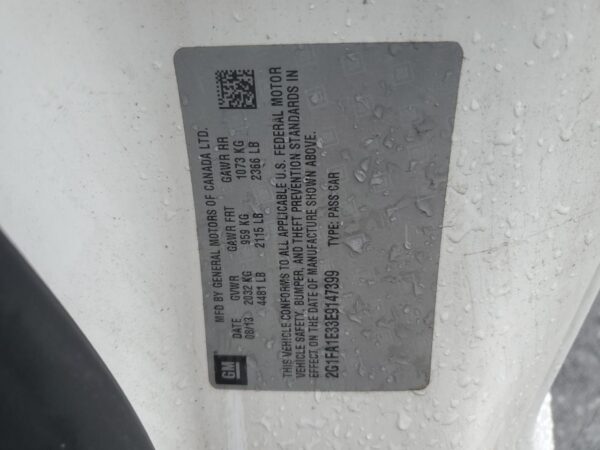 GM
MFD BY GENERAL MOTORS OF CANADA LTD.
DATE GVWR GAWR FRT GAWR RR
08/13 2032 KG 959 KG 1073 KG
4481 LB 2115 LB 2366 LB
THIS VEHICLE CONFORMS TO ALL APPLICABLE U.S. FEDERAL MOTOR
VEHICLE SAFETY, BUMPER, AND THEFT PREVENTION STANDARDS IN
EFFECT ON THE DATE OF MANUFACTURE SHOWN ABOVE.
2G1FA1E33E9147399 TYPE: PASS CAR